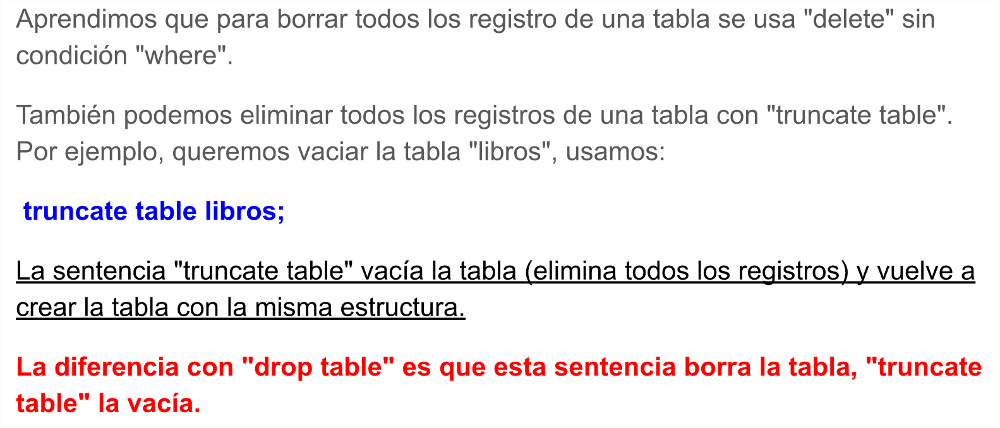 Aprendimos que para borrar todos los registro de una tabla se usa "delete" sin
condición "where".
También podemos eliminar todos los registros de una tabla con "truncate table".
Por ejemplo, queremos vaciar la tabla "libros", usamos:
truncate table libros;
La sentencia "truncate table" vacía la tabla (elimina todos los registros) y vuelve a
crear la tabla con la misma estructura.
La diferencia con "drop table" es que esta sentencia borra la tabla, "truncate
table" la vacía.